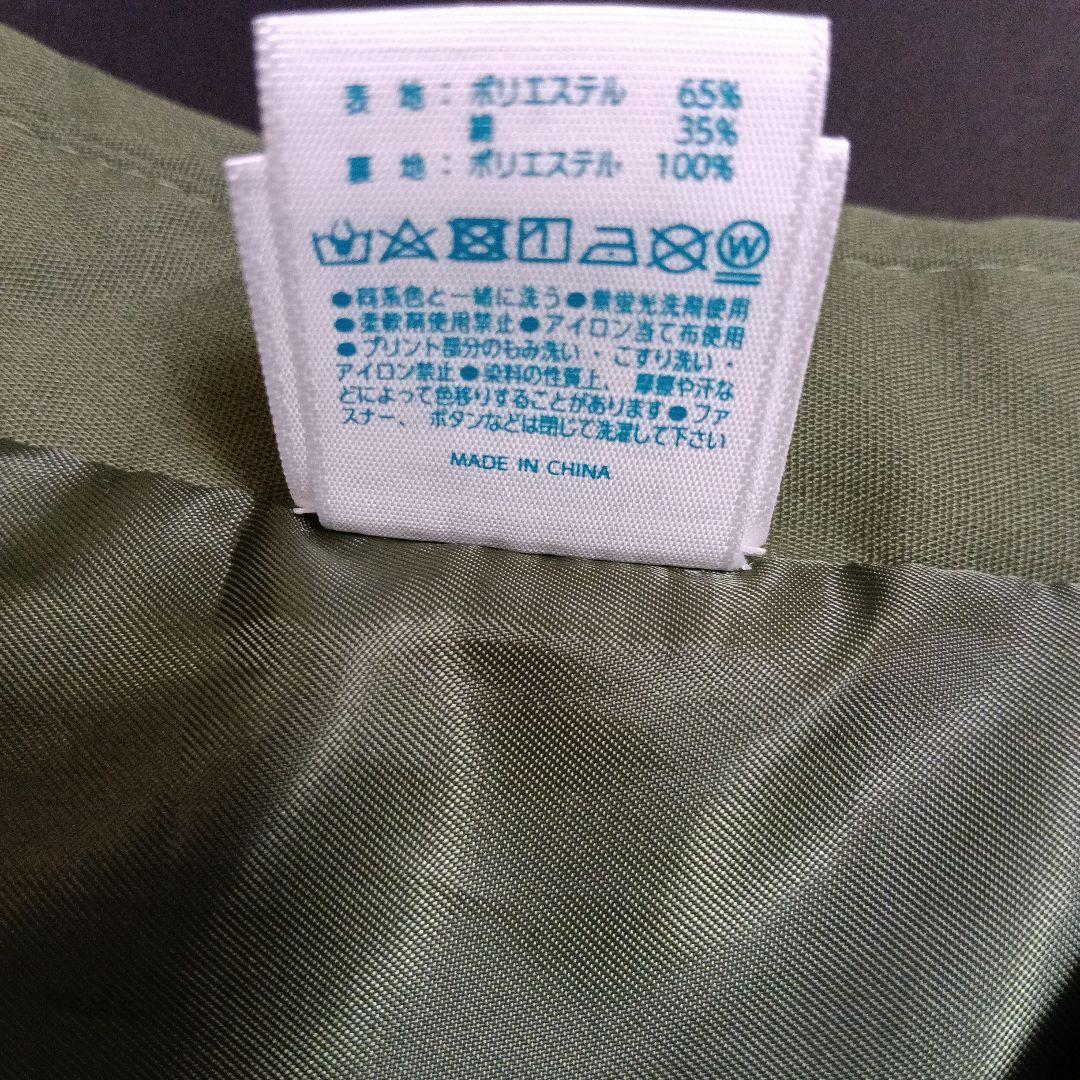 表 地 : ポリエステル 65%
綿 35%
裏 地 : ポリエステル 100%
W
●同系色と一緒に洗う●無蛍光洗剤使用
●柔軟剤使用禁止●アイロン当て布使用
●プリント部分のもみ洗い・こすり洗い・
アイロン禁止●染料の性質上、 摩擦や汗な
どによって色移りすることがあります●ファ
スナー、 ボタンなどは閉じて洗濯して下さい
MADE IN CHINA